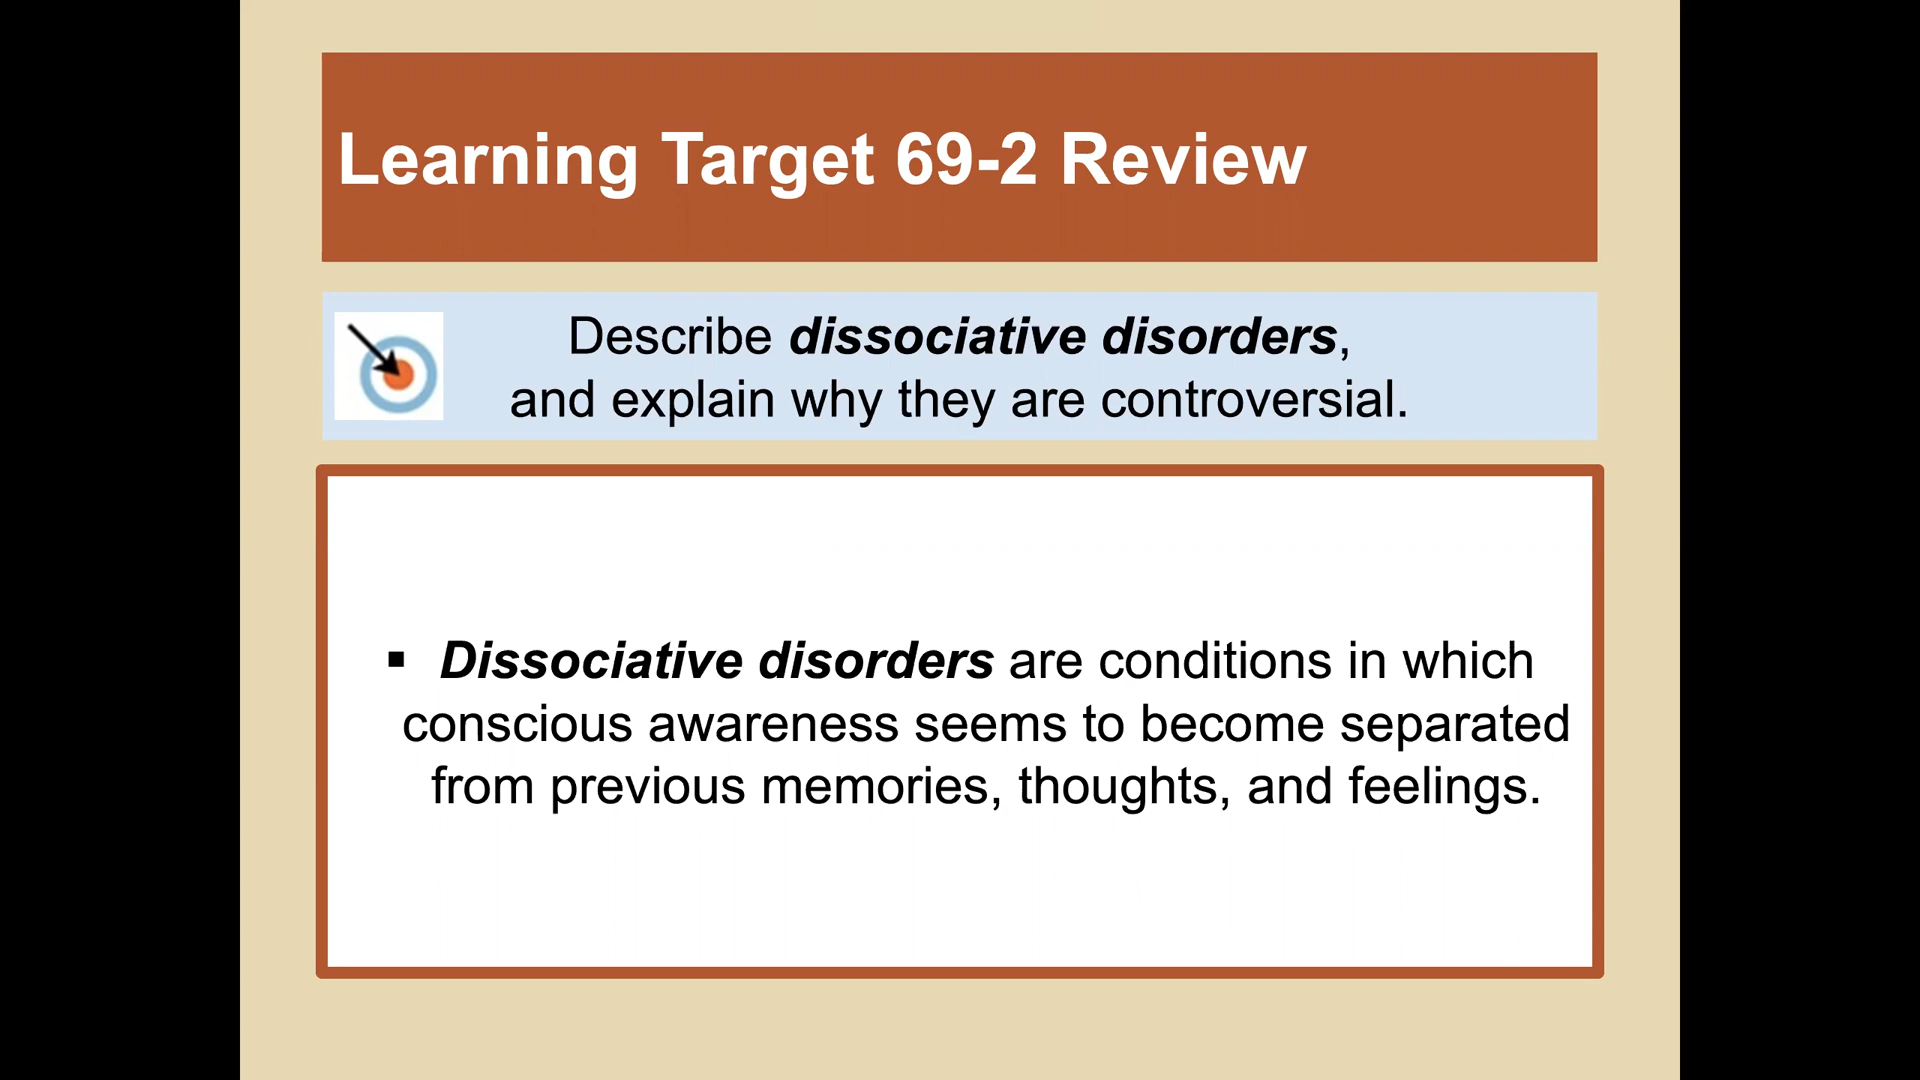 Learning Target 69-2 Review
Describe dissociative disorders,
and explain why they are controversial.
▪ Dissociative disorders are conditions in which
conscious awareness seems to become separated
from previous memories, thoughts, and feelings.